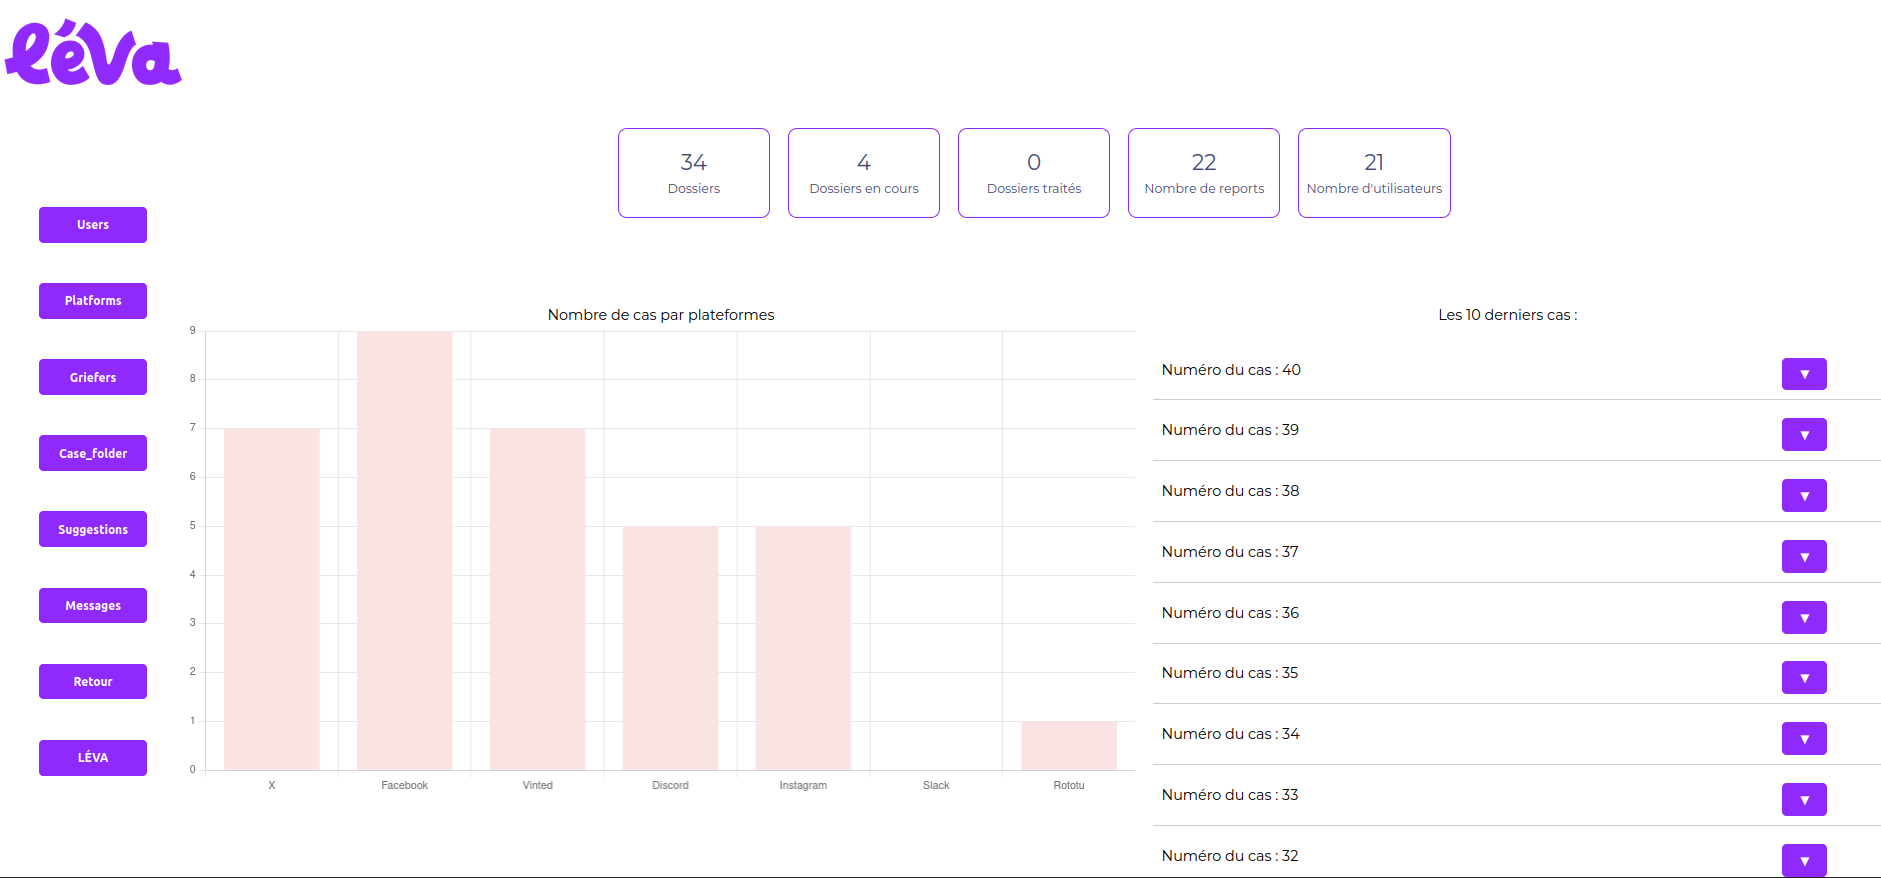 léva
34
Dossiers
4
Dossiers en cours
0
Dossiers traités
22
Nombre de reports
21
Nombre d'utilisateurs
Users
Platforms
Griefers
Case_folder
Suggestions
Messages
Retour
LÉVA
Nombre de cas par plateformes
9
8
7
6
5
4
3
2
1
0
X
Facebook
Vinted
Discord
Instagram
Slack
Rototu
Les 10 derniers cas :
Numéro du cas : 40
Numéro du cas : 39
Numéro du cas : 38
Numéro du cas : 37
Numéro du cas : 36
Numéro du cas : 35
Numéro du cas : 34
Numéro du cas : 33
Numéro du cas : 32